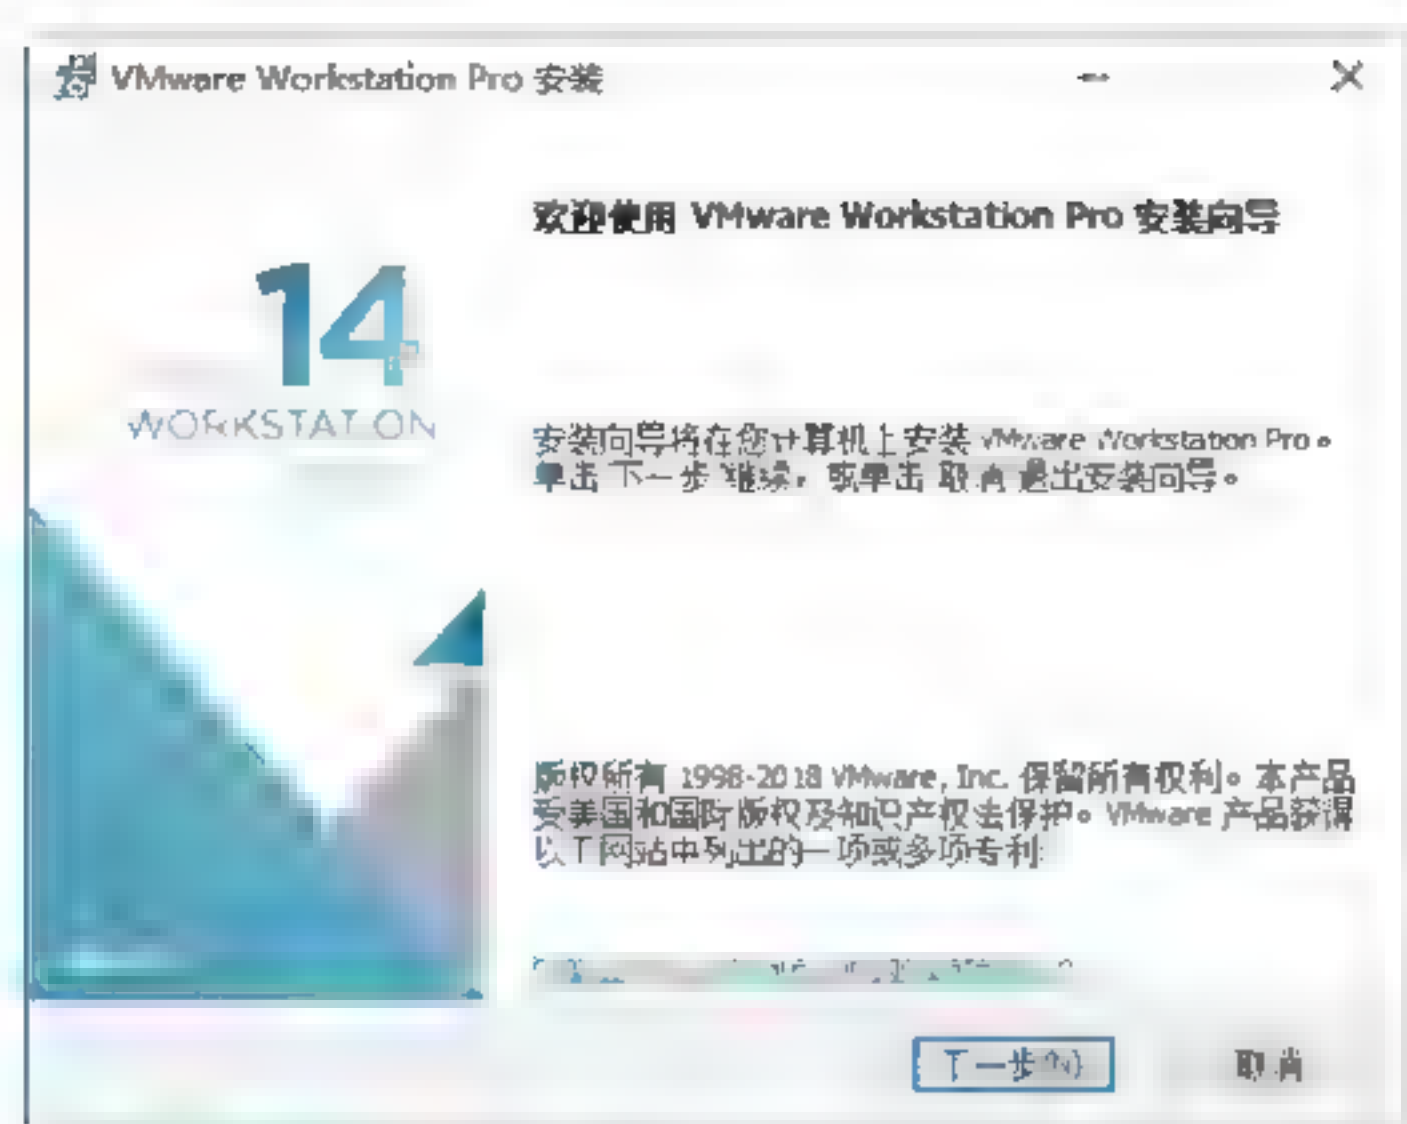 VMware Workstation Pro 安装
欢迎使用 VMware Workstation Pro 安装向导
14
WORKSTATION
安装向导将在您计算机上安装 VMware Workstation Pro。
单击 下一步 继续，或单击 取消 退出安装向导。
版权所有 1998-2018 VMware, Inc. 保留所有权利。本产品
受美国和国际版权及知识产权法保护。VMware 产品获得
以下网站中列出的一项或多项专利:
下一步(N)
取消